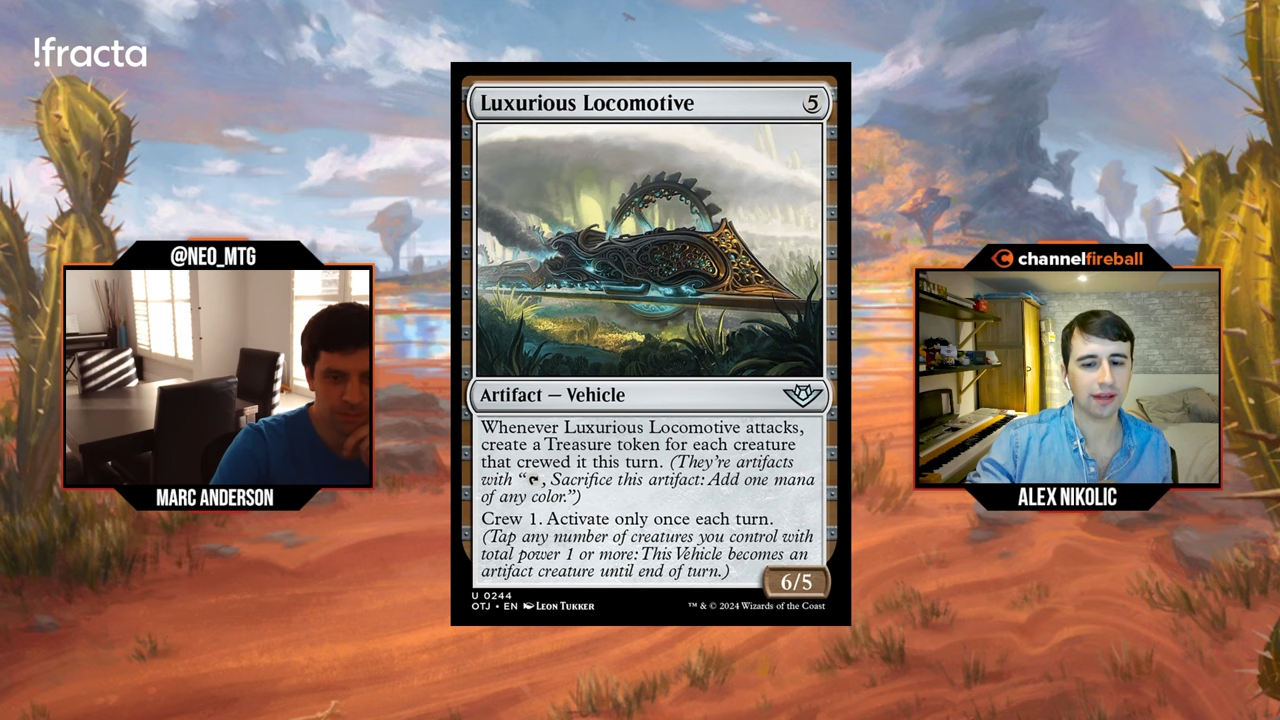 !fracta
Luxurious Locomotive 5
Artifact — Vehicle
Whenever Luxurious Locomotive attacks,
create a Treasure token for each creature
that crewed it this turn. (They're artifacts
with “, Sacrifice this artifact: Add one mana
of any color.”)
Crew 1. Activate only once each turn.
(Tap any number of creatures you control with
total power 1 or more: This Vehicle becomes an
artifact creature until end of turn.)
6/5
U 0244
OTJ • EN LEON TUKKER
™ & © 2024 Wizards of the Coast
@NEO_MTG
MARC ANDERSON
channelfireball
ALEX NIKOLIC